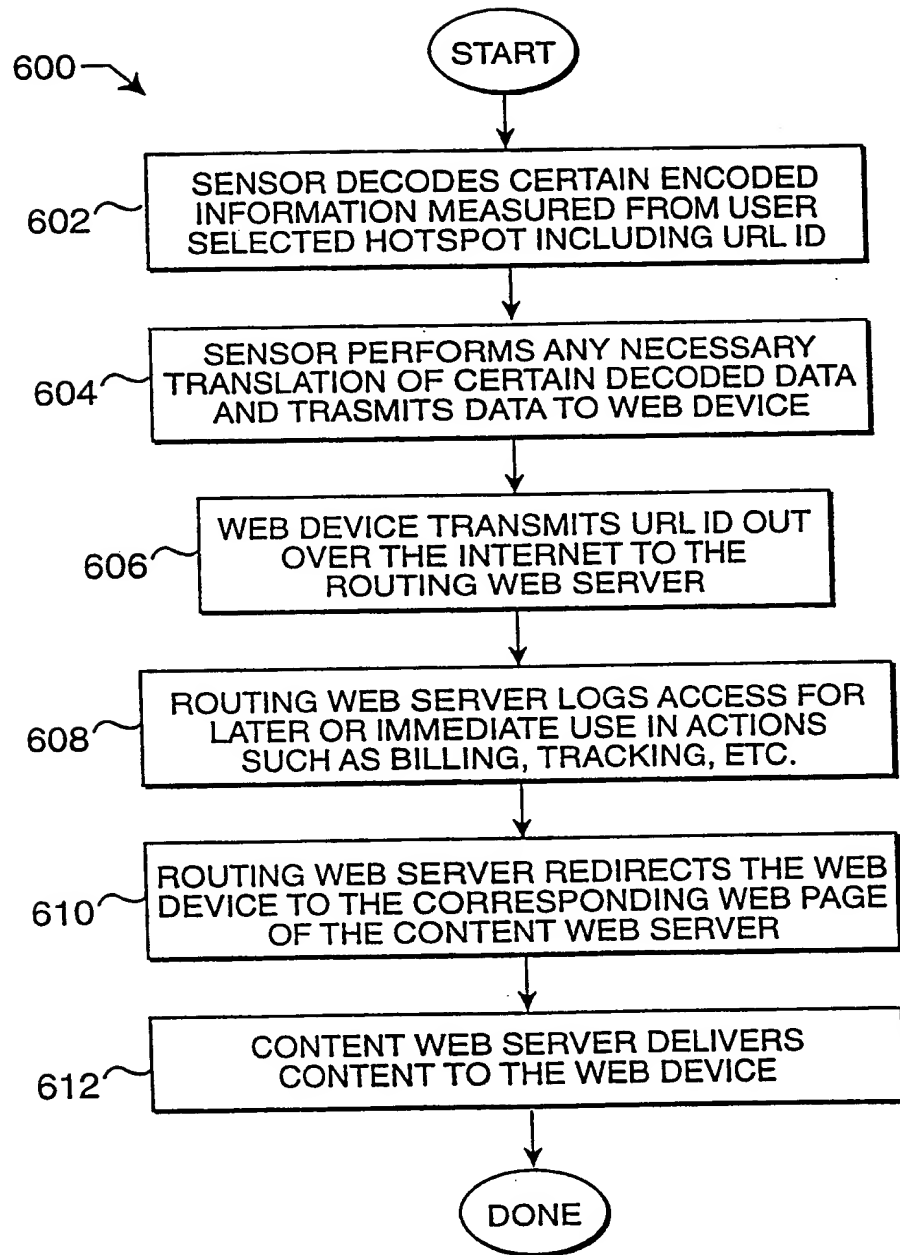 START
600
SENSOR DECODES CERTAIN ENCODED
INFORMATION MEASURED FROM USER
SELECTED HOTSPOT INCLUDING URL ID
602
SENSOR PERFORMS ANY NECESSARY
TRANSLATION OF CERTAIN DECODED DATA
AND TRASMITS DATA TO WEB DEVICE
604
WEB DEVICE TRANSMITS URL ID OUT
OVER THE INTERNET TO THE
ROUTING WEB SERVER
606
ROUTING WEB SERVER LOGS ACCESS FOR
LATER OR IMMEDIATE USE IN ACTIONS
SUCH AS BILLING, TRACKING, ETC.
608
ROUTING WEB SERVER REDIRECTS THE WEB
DEVICE TO THE CORRESPONDING WEB PAGE
OF THE CONTENT WEB SERVER
610
CONTENT WEB SERVER DELIVERS
CONTENT TO THE WEB DEVICE
612
DONE